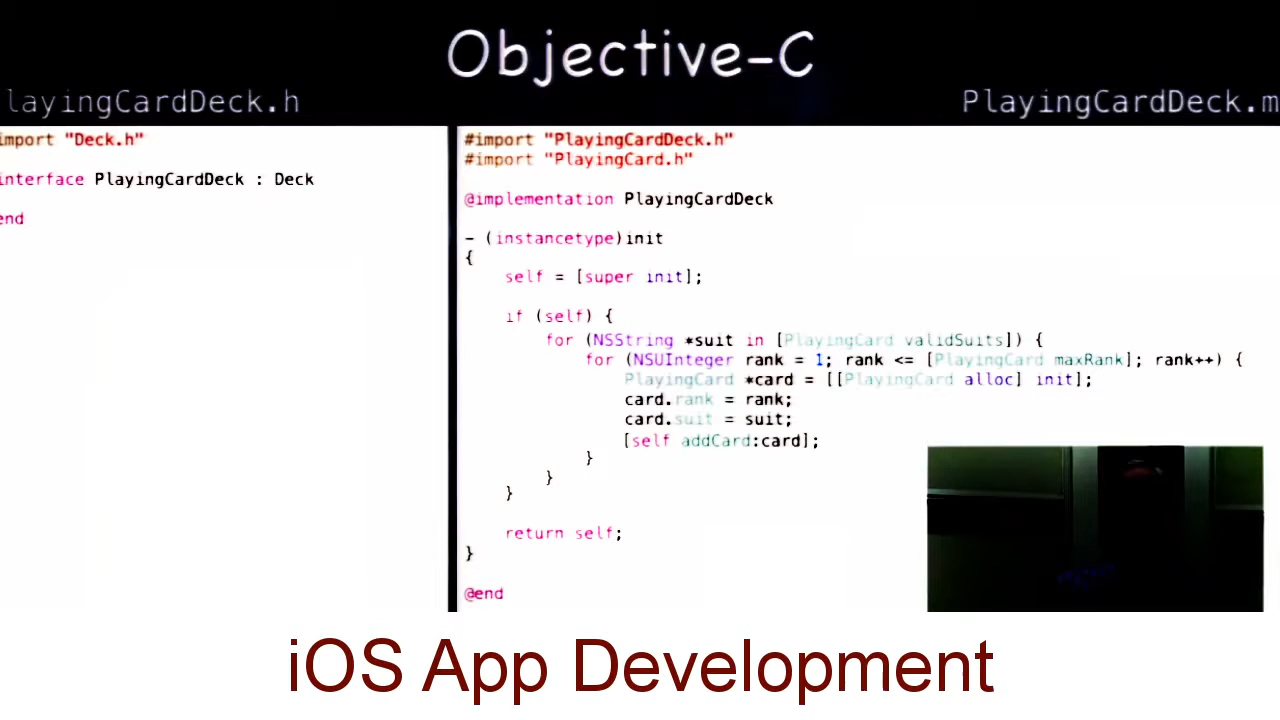 Objective-C
layingCardDeck.h
PlayingCardDeck.m
import "Deck.h"
interface PlayingCardDeck : Deck
end
#import "PlayingCardDeck.h"
#import "PlayingCard.h"
@implementation PlayingCardDeck
- (instancetype)init
{
self = [super init];
if (self) {
for (NSString *suit in [PlayingCard validSuits]) {
for (NSUInteger rank = 1; rank <= [PlayingCard maxRank]; rank++) {
PlayingCard *card = [[PlayingCard alloc] init];
card.rank = rank;
card.suit = suit;
[self addCard:card];
}
}
}
return self;
}
@end
iOS App Development